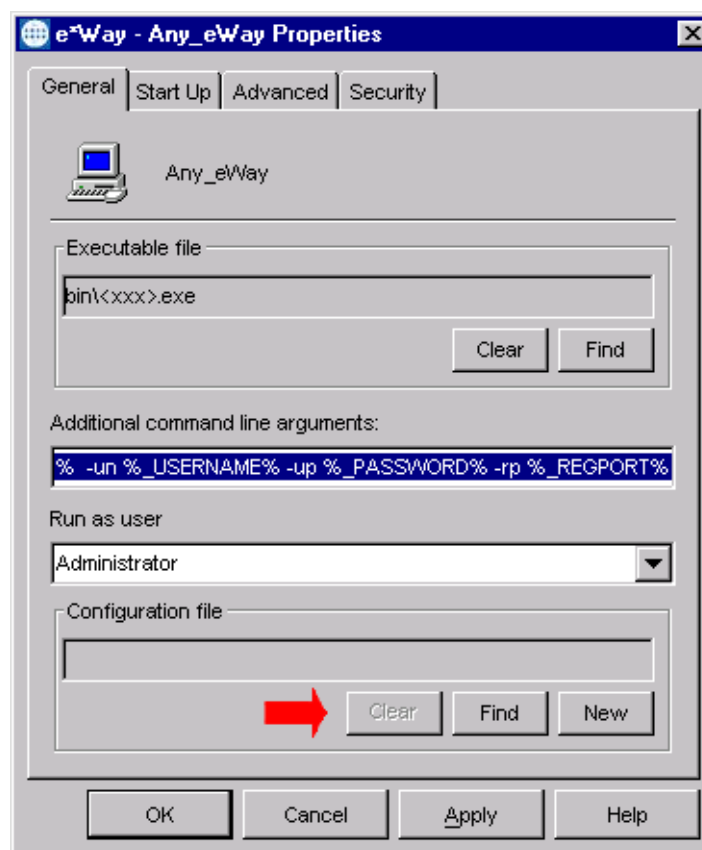 e*Way - Any_eWay Properties
General Start Up Advanced Security
Any_eWay
Executable file
bin\<xxx>.exe
Clear Find
Additional command line arguments:
% -un %_USERNAME% -up %_PASSWORD% -rp %_REGPORT%
Run as user
Administrator
Configuration file
Clear Find New
OK Cancel Apply Help